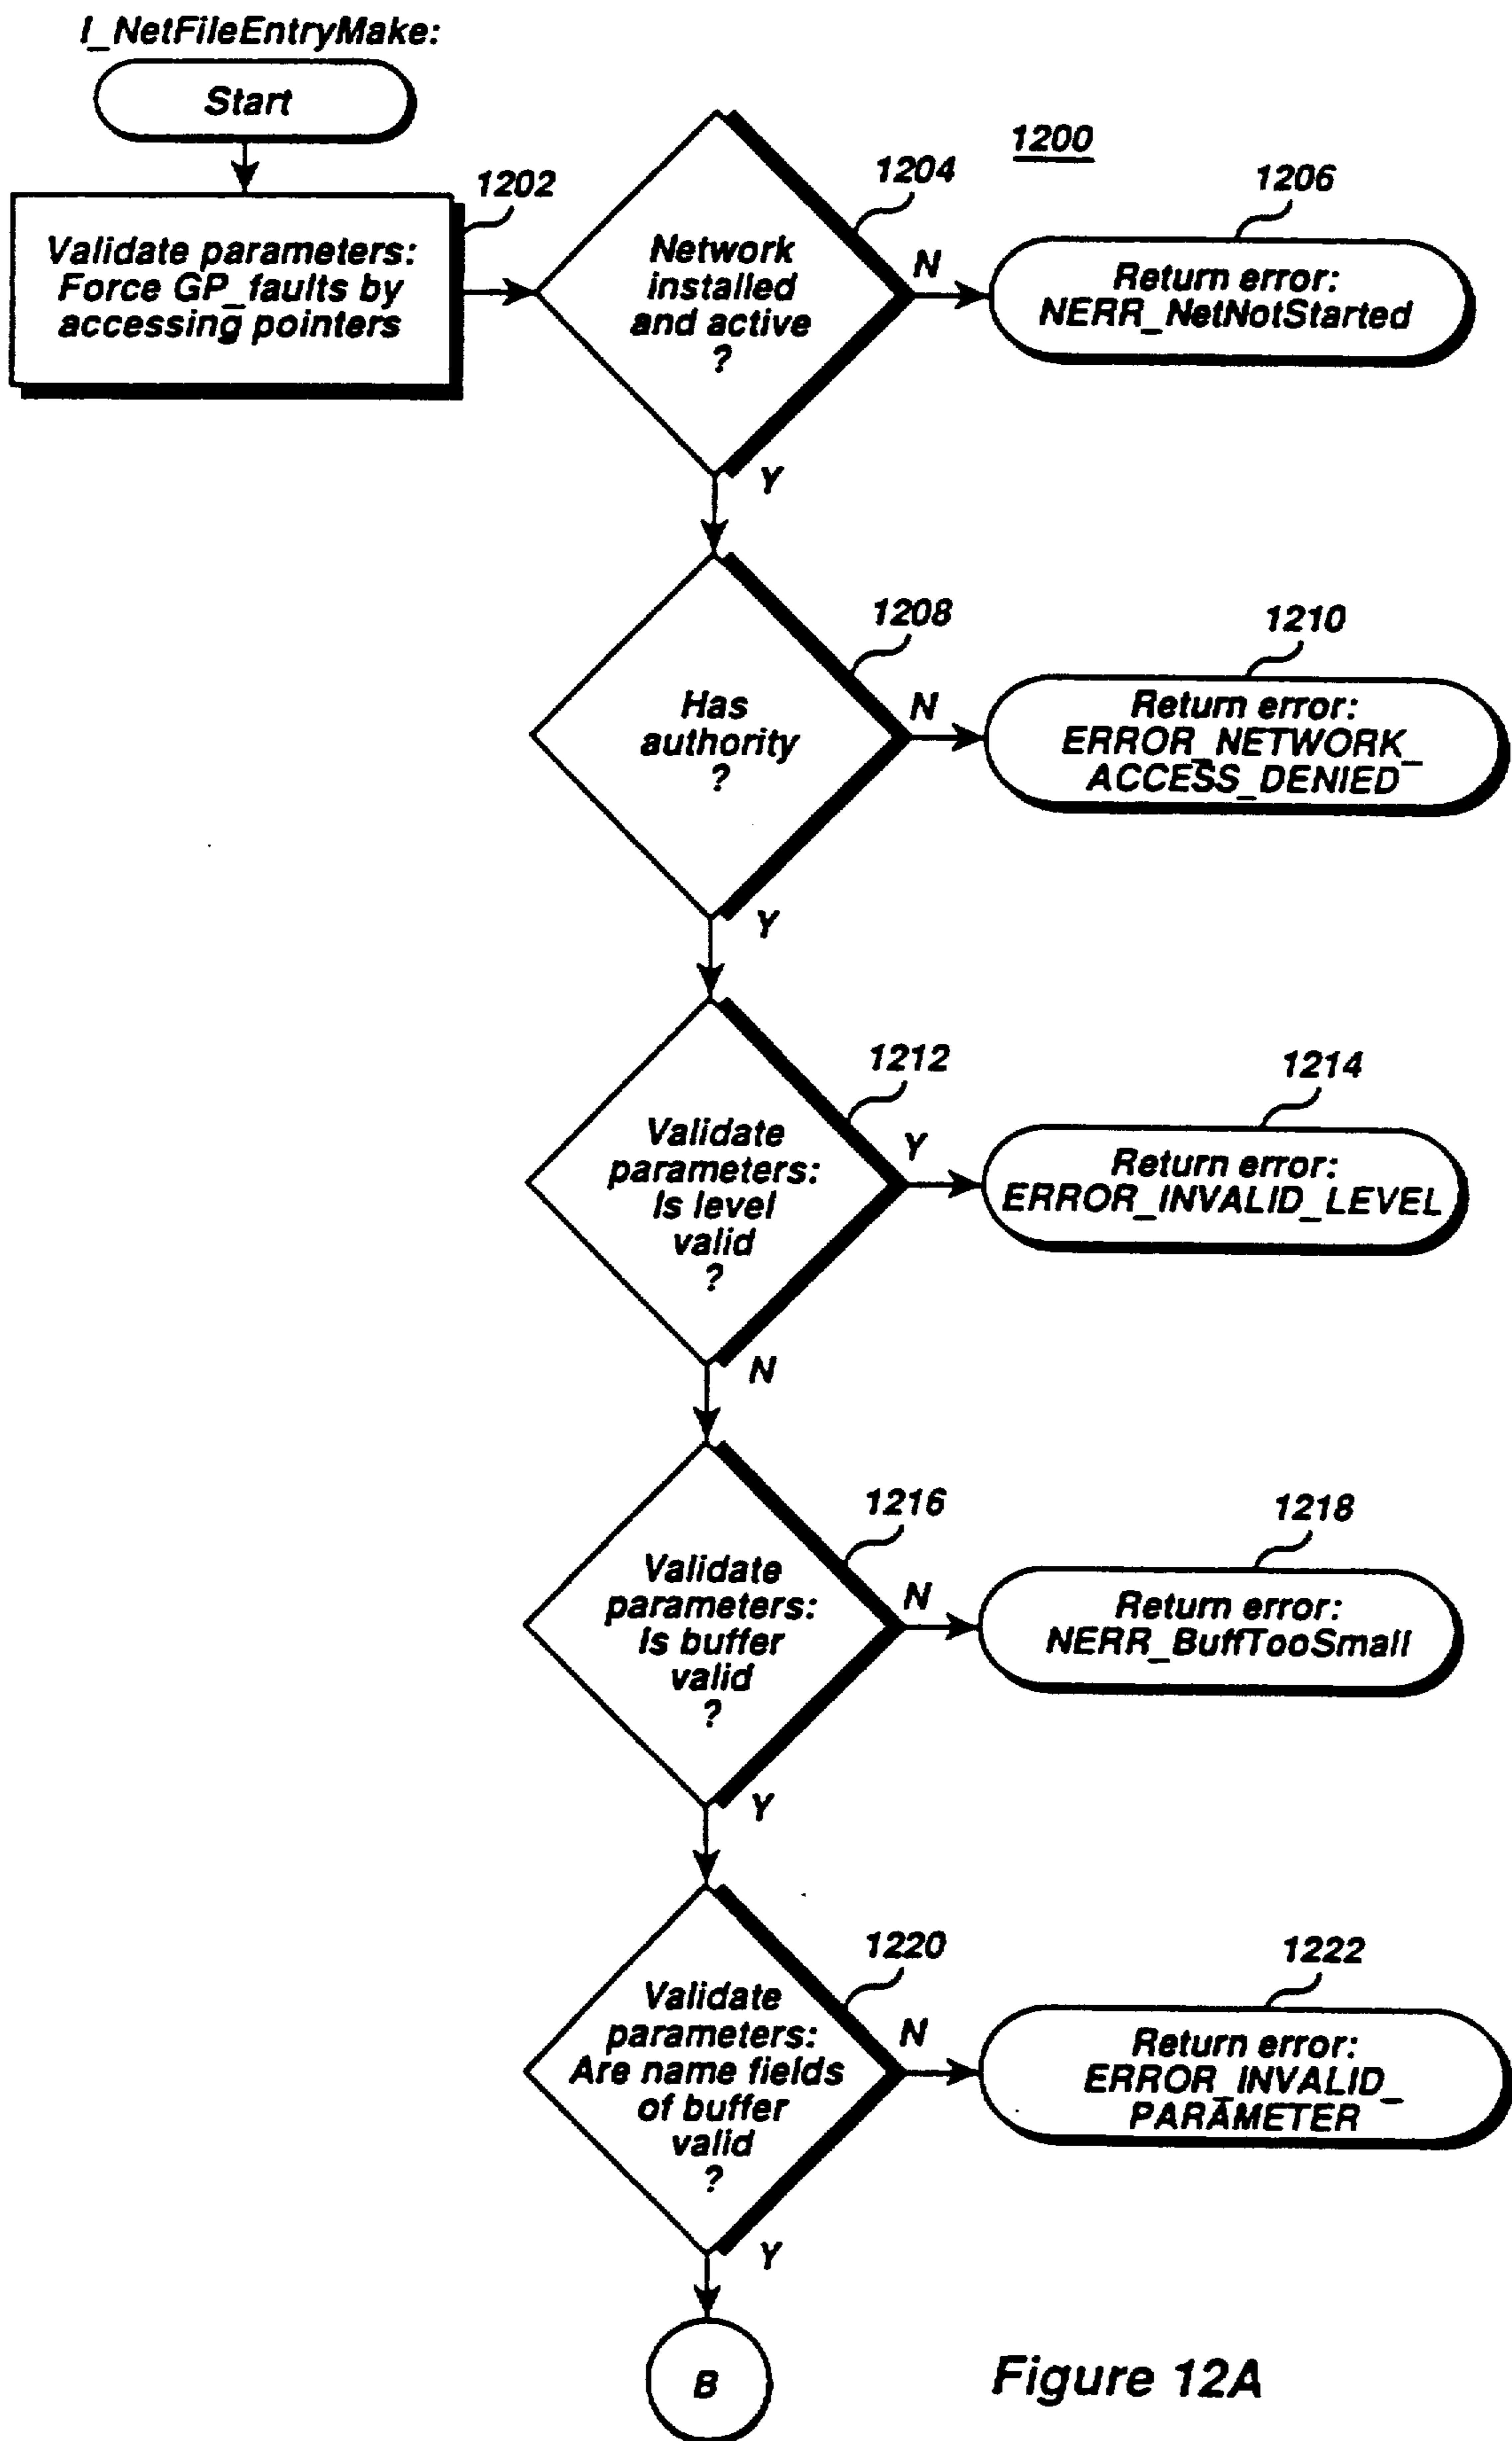 I_NetFileEntryMake:
Start
1200
1202
Validate parameters:
Force GP_faults by
accessing pointers
1204
Network
installed
and active
?
N
1206
Return error:
NERR_NetNotStarted
Y
1208
Has
authority
?
N
1210
Return error:
ERROR_NETWORK_
ACCESS_DENIED
Y
1212
Validate
parameters:
Is level
valid
?
Y
1214
Return error:
ERROR_INVALID_LEVEL
N
1216
Validate
parameters:
Is buffer
valid
?
N
1218
Return error:
NERR_BuffTooSmall
Y
1220
Validate
parameters:
Are name fields
of buffer
valid
?
N
1222
Return error:
ERROR_INVALID_
PARAMETER
Y
B
Figure 12A